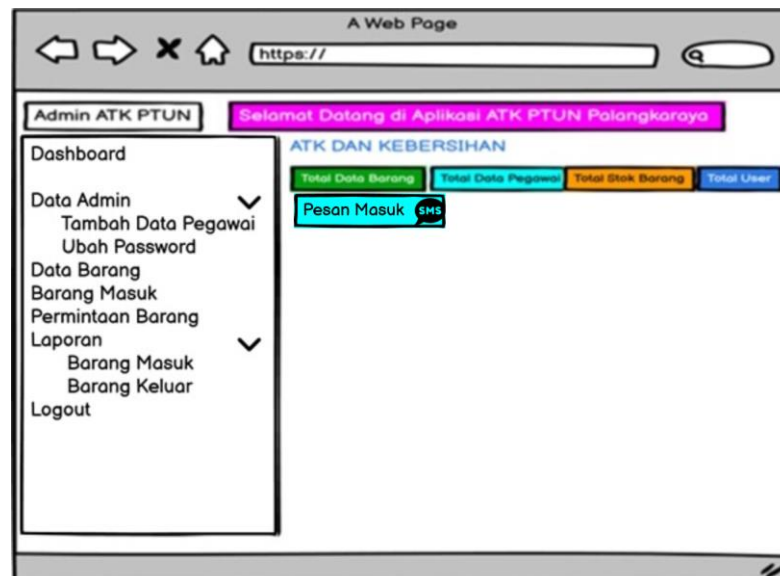 A Web Page
https://
Admin ATK PTUN
Selamat Datang di Aplikasi ATK PTUN Palangkaraya
Dashboard
Data Admin
Tambah Data Pegawai
Ubah Password
Data Barang
Barang Masuk
Permintaan Barang
Laporan
Barang Masuk
Barang Keluar
Logout
ATK DAN KEBERSIHAN
Total Data Barang Total Data Pegawai Total Stok Barang Total User
Pesan Masuk SMS